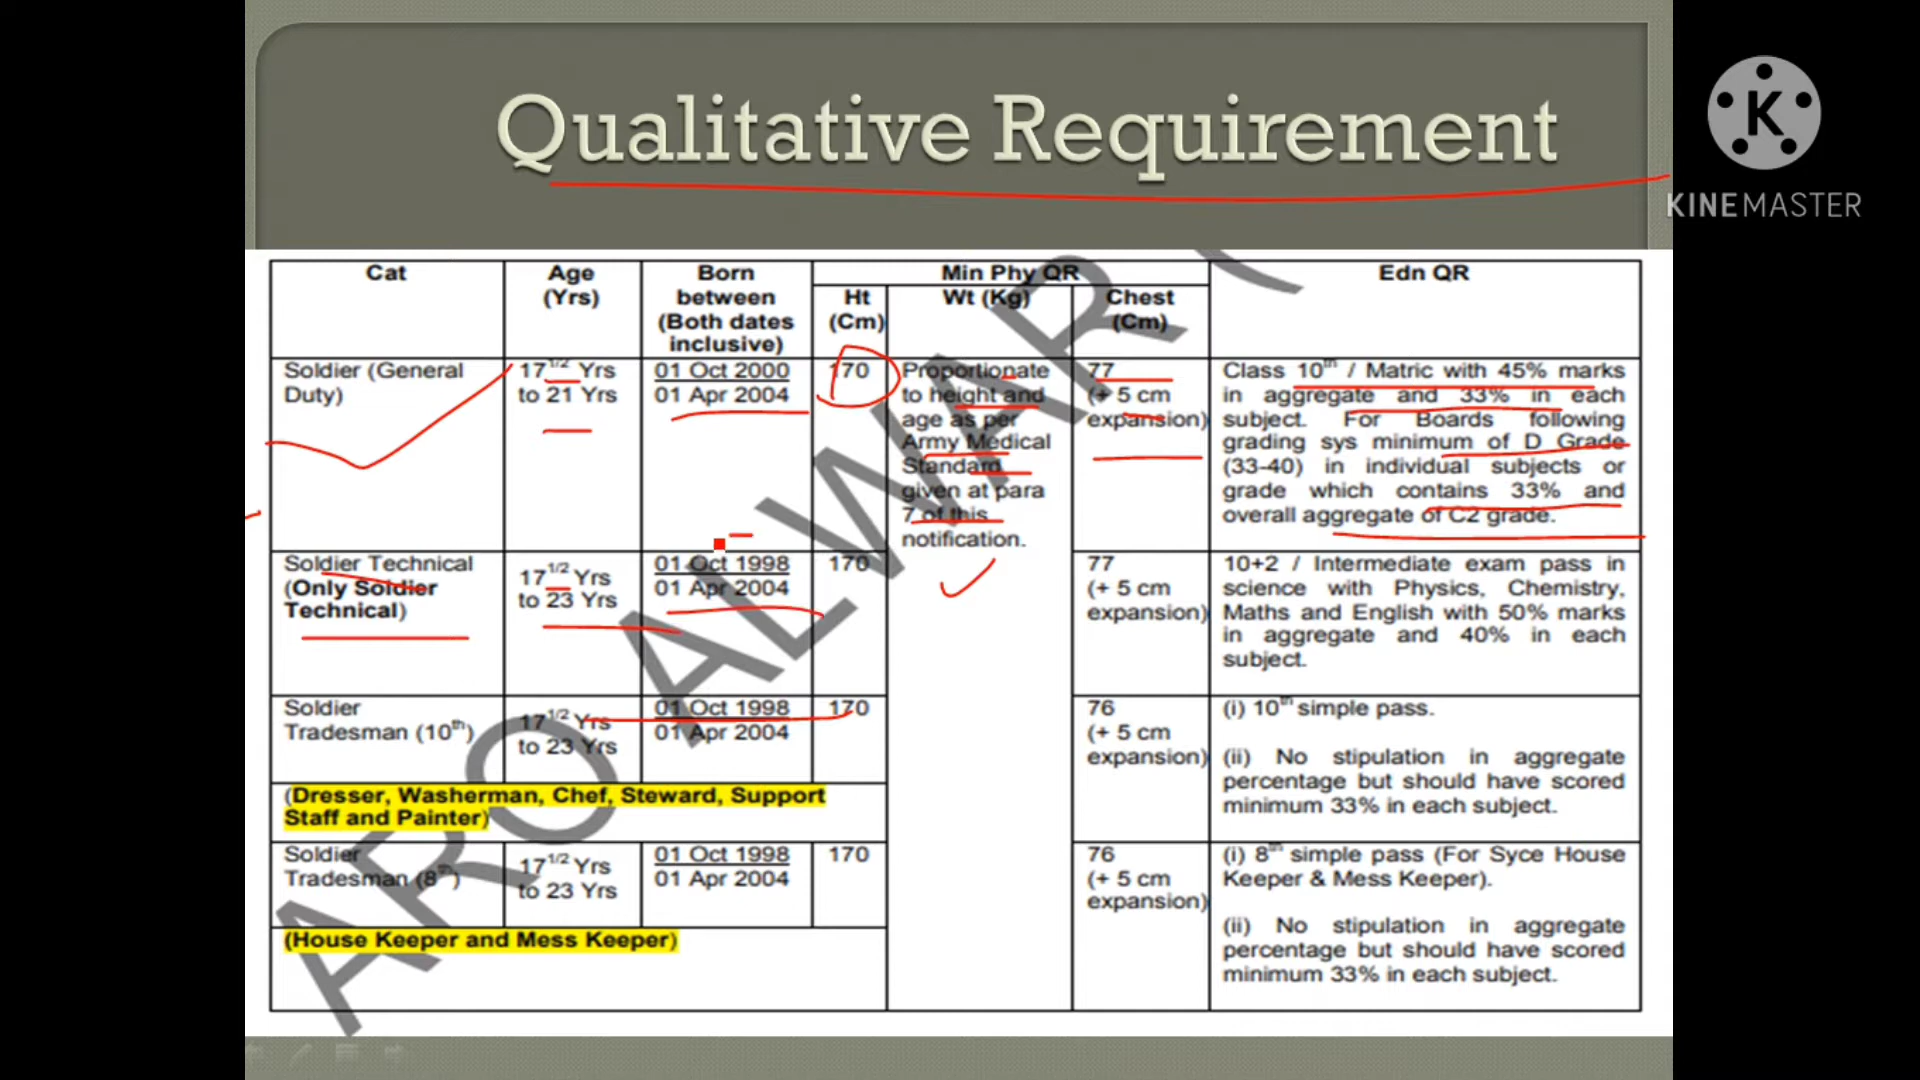 Qualitative Requirement
K
KINEMASTER
Cat
Age
(Yrs)
Born
between
(Both dates
inclusive)
Min Phy QR
Ht
(Cm)
Wt (Kg)
Chest
(Cm)
Edn QR
Soldier (General
Duty)
17 1/2 Yrs
to 21 Yrs
01 Oct 2000
01 Apr 2004
170
Proportionate
to height and
age as per
Army Medical
Standard
given at para
7 of this
notification.
77
(+ 5 cm
expansion)
Class 10th / Matric with 45% marks
in aggregate and 33% in each
subject. For Boards following
grading sys minimum of D Grade
(33-40) in individual subjects or
grade which contains 33% and
overall aggregate of C2 grade.
Soldier Technical
(Only Soldier
Technical)
17 1/2 Yrs
to 23 Yrs
01 Oct 1998
01 Apr 2004
170
77
(+ 5 cm
expansion)
10+2 / Intermediate exam pass in
science with Physics, Chemistry,
Maths and English with 50% marks
in aggregate and 40% in each
subject.
Soldier
Tradesman (10th)
17 1/2 Yrs
to 23 Yrs
01 Oct 1998
01 Apr 2004
170
76
(+ 5 cm
expansion)
(i) 10th simple pass.
(ii) No stipulation in aggregate
percentage but should have scored
minimum 33% in each subject.
(Dresser, Washerman, Chef, Steward, Support
Staff and Painter)
Soldier
Tradesman (8th)
17 1/2 Yrs
to 23 Yrs
01 Oct 1998
01 Apr 2004
170
76
(+ 5 cm
expansion)
(i) 8th simple pass (For Syce House
Keeper & Mess Keeper).
(ii) No stipulation in aggregate
percentage but should have scored
minimum 33% in each subject.
(House Keeper and Mess Keeper)
ARO ALWAR (